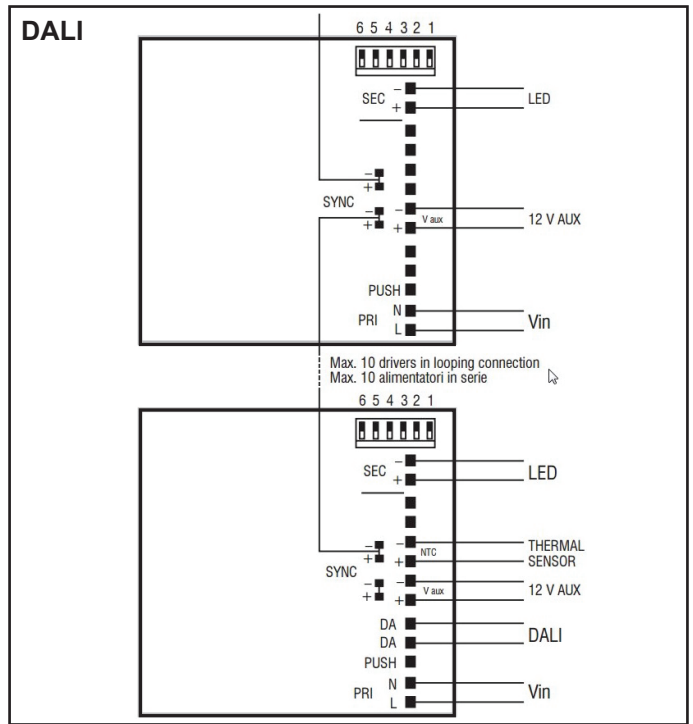 DALI
6 5 4 3 2 1
SEC
−
+
LED
−
+
SYNC
−
+
−
V aux
+
12 V AUX
PUSH
PRI
N
L
Vin
Max. 10 drivers in looping connection
Max. 10 alimentatori in serie
6 5 4 3 2 1
SEC
−
+
LED
−
+
SYNC
−
+
−
NTC
+
THERMAL
SENSOR
−
V aux
+
12 V AUX
DA
DA
DALI
PUSH
PRI
N
L
Vin